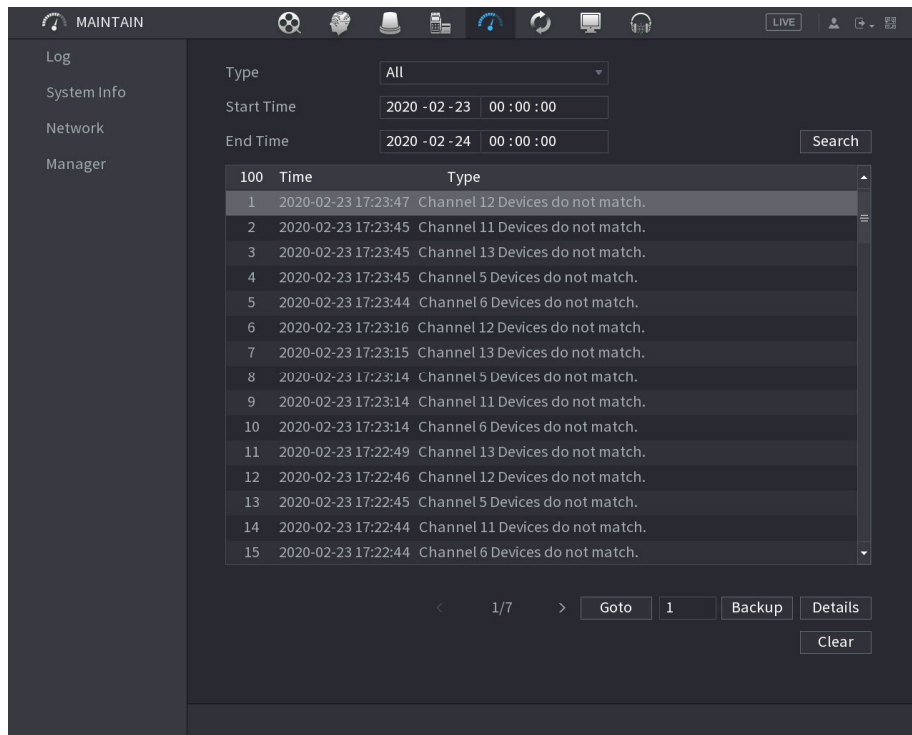 MAINTAIN
LIVE
Log
System Info
Network
Manager
Type All
Start Time 2020 -02 -23 00 :00 :00
End Time 2020 -02 -24 00 :00 :00 Search
100 Time Type
1 2020-02-23 17:23:47 Channel 12 Devices do not match.
2 2020-02-23 17:23:45 Channel 11 Devices do not match.
3 2020-02-23 17:23:45 Channel 13 Devices do not match.
4 2020-02-23 17:23:45 Channel 5 Devices do not match.
5 2020-02-23 17:23:44 Channel 6 Devices do not match.
6 2020-02-23 17:23:16 Channel 12 Devices do not match.
7 2020-02-23 17:23:15 Channel 13 Devices do not match.
8 2020-02-23 17:23:14 Channel 5 Devices do not match.
9 2020-02-23 17:23:14 Channel 11 Devices do not match.
10 2020-02-23 17:23:14 Channel 6 Devices do not match.
11 2020-02-23 17:22:49 Channel 13 Devices do not match.
12 2020-02-23 17:22:46 Channel 12 Devices do not match.
13 2020-02-23 17:22:45 Channel 5 Devices do not match.
14 2020-02-23 17:22:44 Channel 11 Devices do not match.
15 2020-02-23 17:22:44 Channel 6 Devices do not match.
< 1/7 > Goto 1 Backup Details
Clear